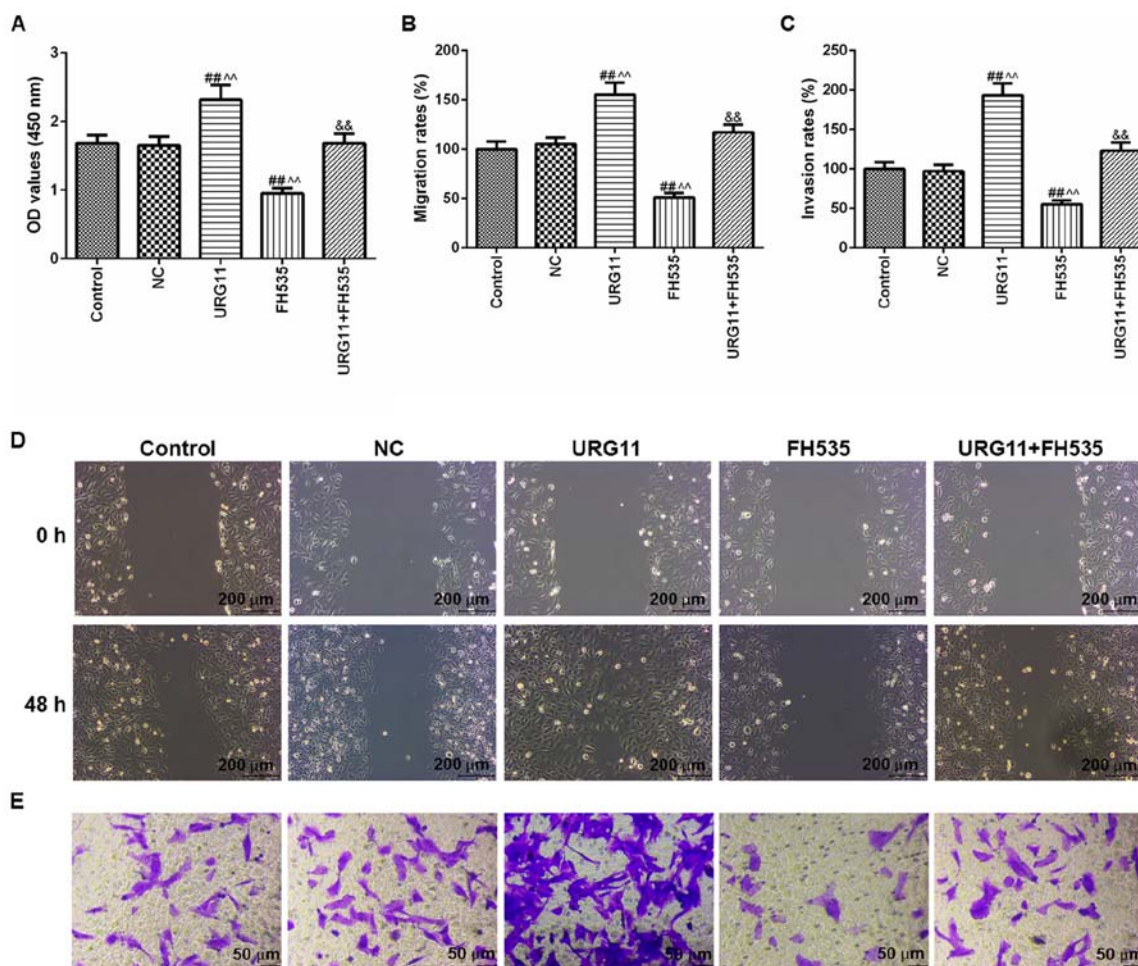 A
OD values (450 nm)
3
2
1
0
## ^^
## ^^
&&
Control
NC
URG11
FH535
URG11+FH535
B
Migration rates (%)
200
150
100
50
0
## ^^
## ^^
&&
Control
NC
URG11
FH535
URG11+FH535
C
Invasion rates (%)
250
200
150
100
50
0
## ^^
## ^^
&&
Control
NC
URG11
FH535
URG11+FH535
D
Control NC URG11 FH535 URG11+FH535
0 h
200 μm 200 μm 200 μm 200 μm 200 μm
48 h
200 μm 200 μm 200 μm 200 μm 200 μm
E
50 μm 50 μm 50 μm 50 μm 50 μm